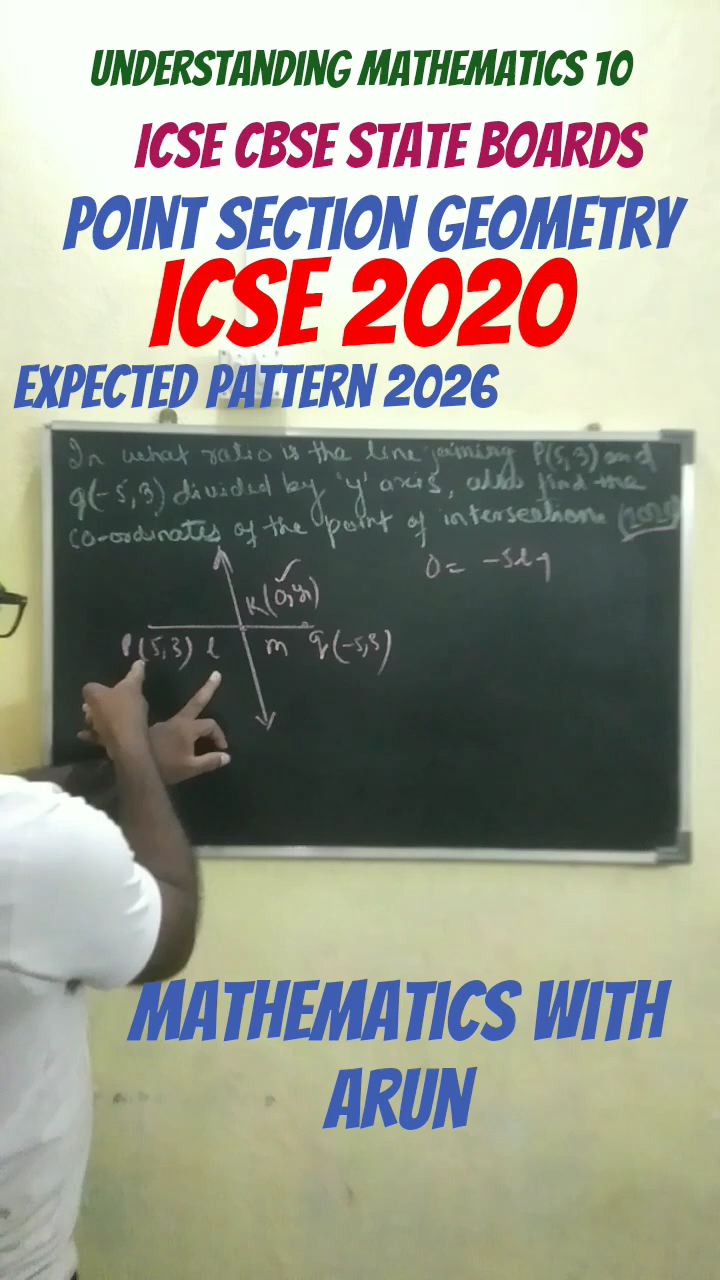 UNDERSTANDING MATHEMATICS 10
ICSE CBSE STATE BOARDS
POINT SECTION GEOMETRY
ICSE 2020
EXPECTED PATTERN 2026
In what ratio is the line joining P(5,3) and
q(-5,3) divided by 'y' axis, also find the
co-ordinates of the point of intersection
0 =
K(0,y)
P(5,3) l m q(-5,3)
MATHEMATICS WITH
ARUN